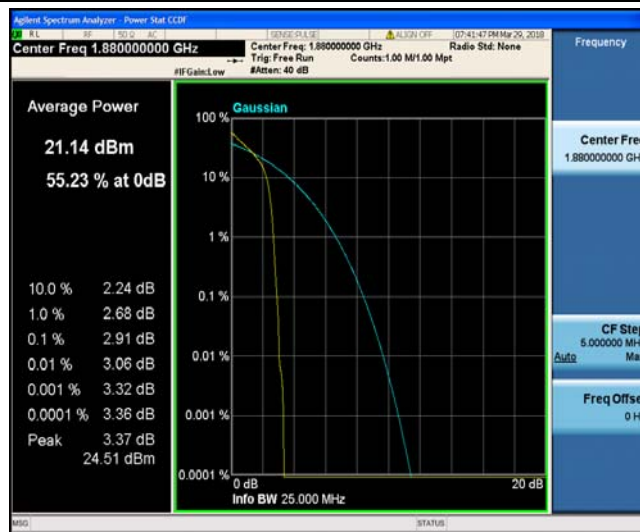 Agilent Spectrum Analyzer - Power Stat CCDF
RL RF 50 Ω AC SENSE:PULSE ALIGN OFF 07:41:47 PM Mar 29, 2018
Center Freq 1.880000000 GHz
Center Freq: 1.880000000 GHz Radio Std: None
Trig: Free Run Counts:1.00 M/1.00 Mpt
#IFGain:Low #Atten: 40 dB
Frequency
Average Power
21.14 dBm
55.23 % at 0dB
10.0 % 2.24 dB
1.0 % 2.68 dB
0.1 % 2.91 dB
0.01 % 3.06 dB
0.001 % 3.32 dB
0.0001 % 3.36 dB
Peak 3.37 dB
24.51 dBm
Gaussian
100 %
10 %
1 %
0.1 %
0.01 %
0.001 %
0.0001 %
0 dB 20 dB
Info BW 25.000 MHz
Center Fre
1.880000000 GH
CF Step
5.000000 MH
Auto Ma
Freq Offse
0 H
MSG STATUS